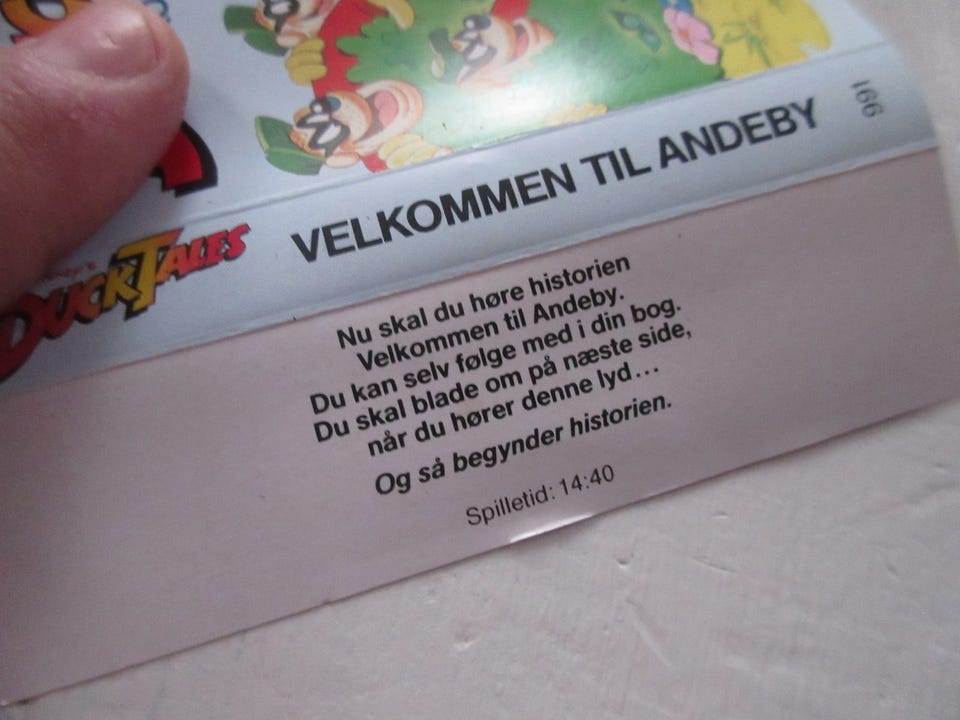 DUCKTALES
VELKOMMEN TIL ANDEBY
166
Nu skal du høre historien
Velkommen til Andeby.
Du kan selv følge med i din bog.
Du skal blade om på næste side,
når du hører denne lyd...
Og så begynder historien.
Spilletid: 14:40